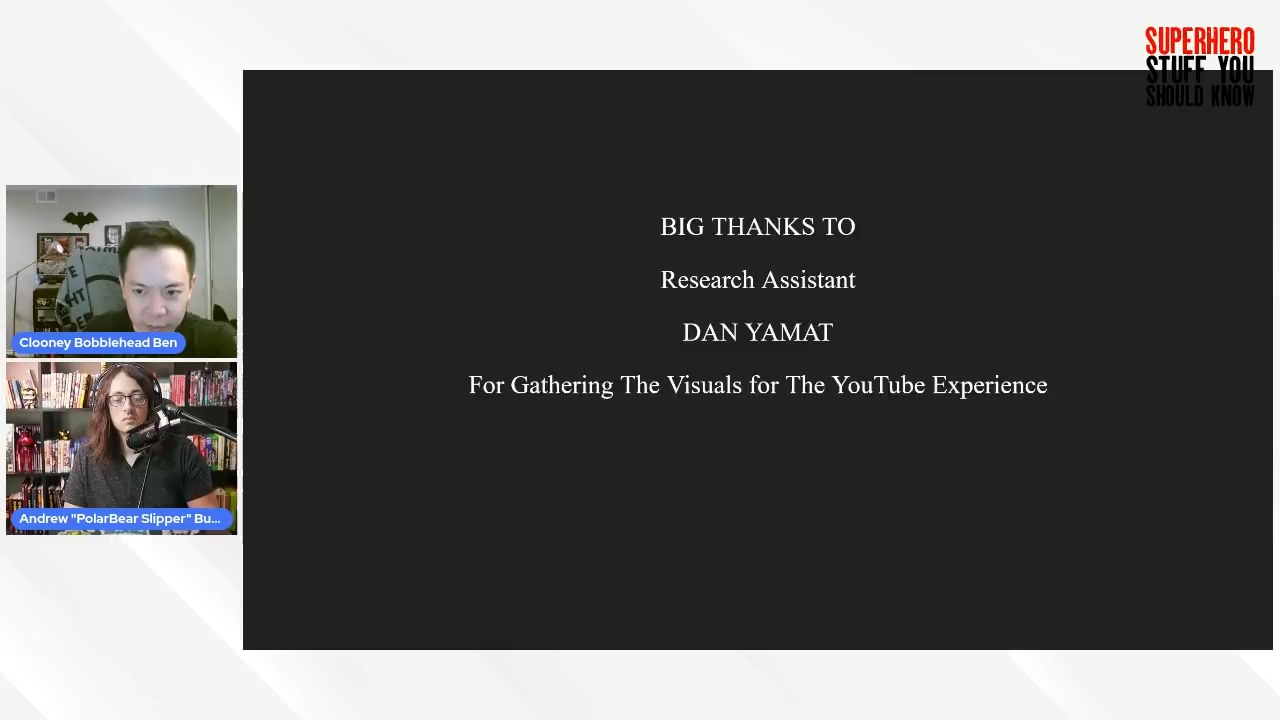 SUPERHERO
STUFF YOU
SHOULD KNOW
BIG THANKS TO
Research Assistant
DAN YAMAT
For Gathering The Visuals for The YouTube Experience
Clooney Bobblehead Ben
Andrew "PolarBear Slipper" Bu...